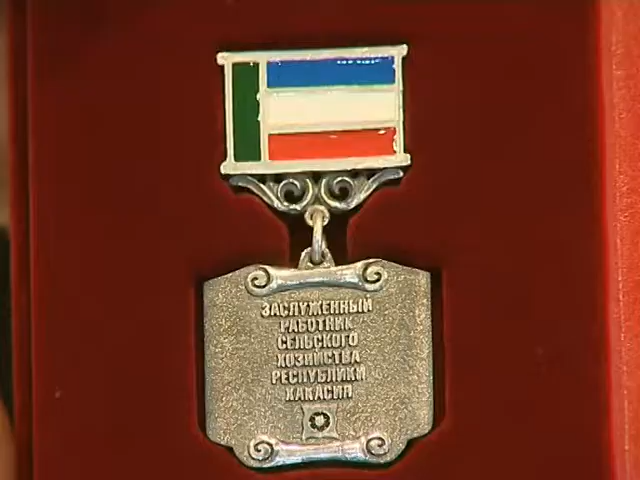 ЗАСЛУЖЕННЫЙ
РАБОТНИК
СЕЛЬСКОГО
ХОЗЯЙСТВА
РЕСПУБЛИКИ
ХАКАСИЯ